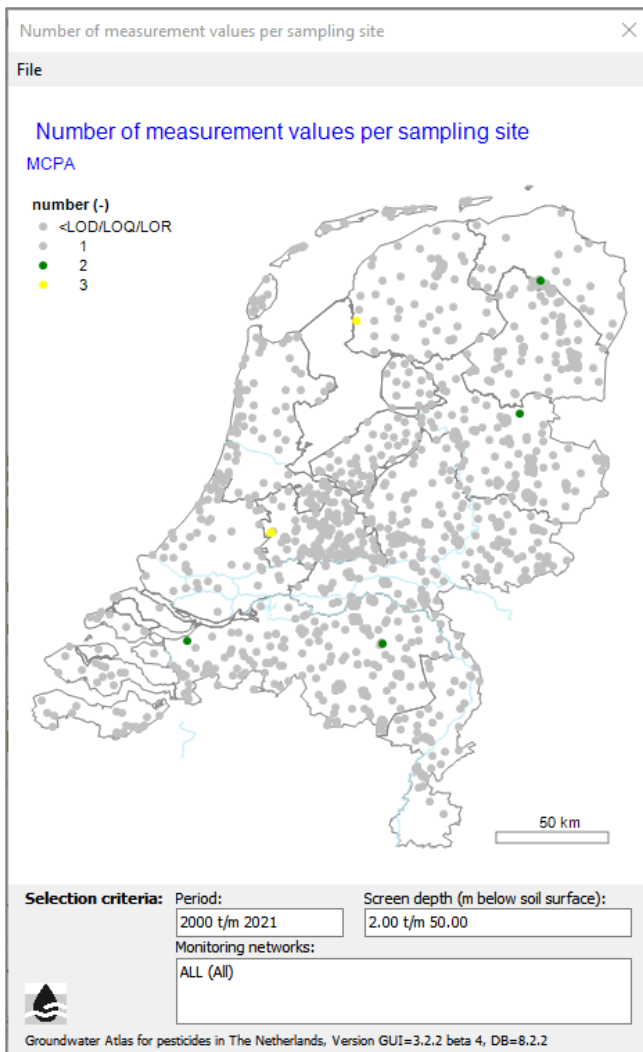 Number of measurement values per sampling site
File
Number of measurement values per sampling site
MCPA
number (-)
<LOD/LOQ/LOR
1
2
3
50 km
Selection criteria:
Period:
Screen depth (m below soil surface):
2000 t/m 2021
2.00 t/m 50.00
Monitoring networks:
ALL (All)
Groundwater Atlas for pesticides in The Netherlands, Version GUI=3.2.2 beta 4, DB=8.2.2